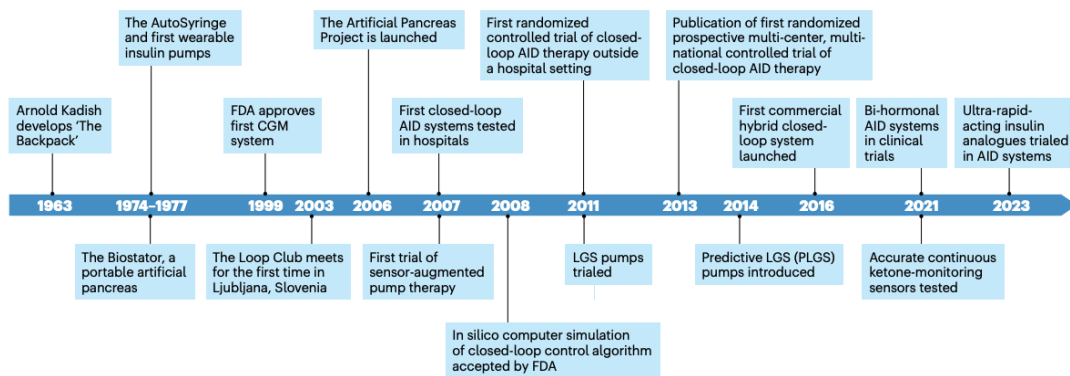 The AutoSyringe
and first wearable
insulin pumps
The Artificial Pancreas
Project is launched
First randomized
controlled trial of closed-
loop AID therapy outside
a hospital setting
Publication of first randomized
prospective multi-center, multi-
national controlled trial of
closed-loop AID therapy
Arnold Kadish
develops ‘The
Backpack’
FDA approves
first CGM
system
First closed-loop
AID systems tested
in hospitals
First commercial
hybrid closed-
loop system
launched
Bi-hormonal
AID systems
in clinical
trials
Ultra-rapid-
acting insulin
analogues trialed
in AID systems
1963 1974–1977 1999 2003 2006 2007 2008 2011 2013 2014 2016 2021 2023
The Biostator, a
portable artificial
pancreas
The Loop Club meets
for the first time in
Ljubljana, Slovenia
First trial of
sensor-augmented
pump therapy
LGS pumps
trialed
Predictive LGS (PLGS)
pumps introduced
Accurate continuous
ketone-monitoring
sensors tested
In silico computer simulation
of closed-loop control algorithm
accepted by FDA